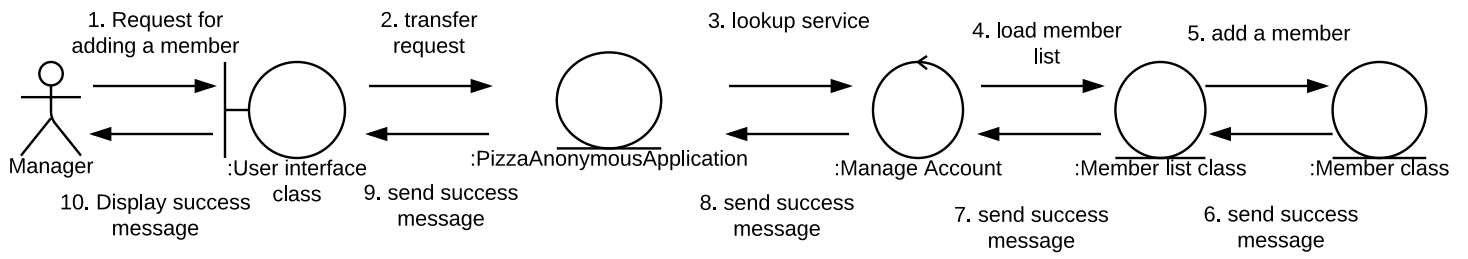 1. Request for
adding a member
2. transfer
request
3. lookup service
4. load member
list
5. add a member
Manager
:User interface
class
:PizzaAnonymousApplication
:Manage Account
:Member list class
:Member class
10. Display success
message
9. send success
message
8. send success
message
7. send success
message
6. send success
message